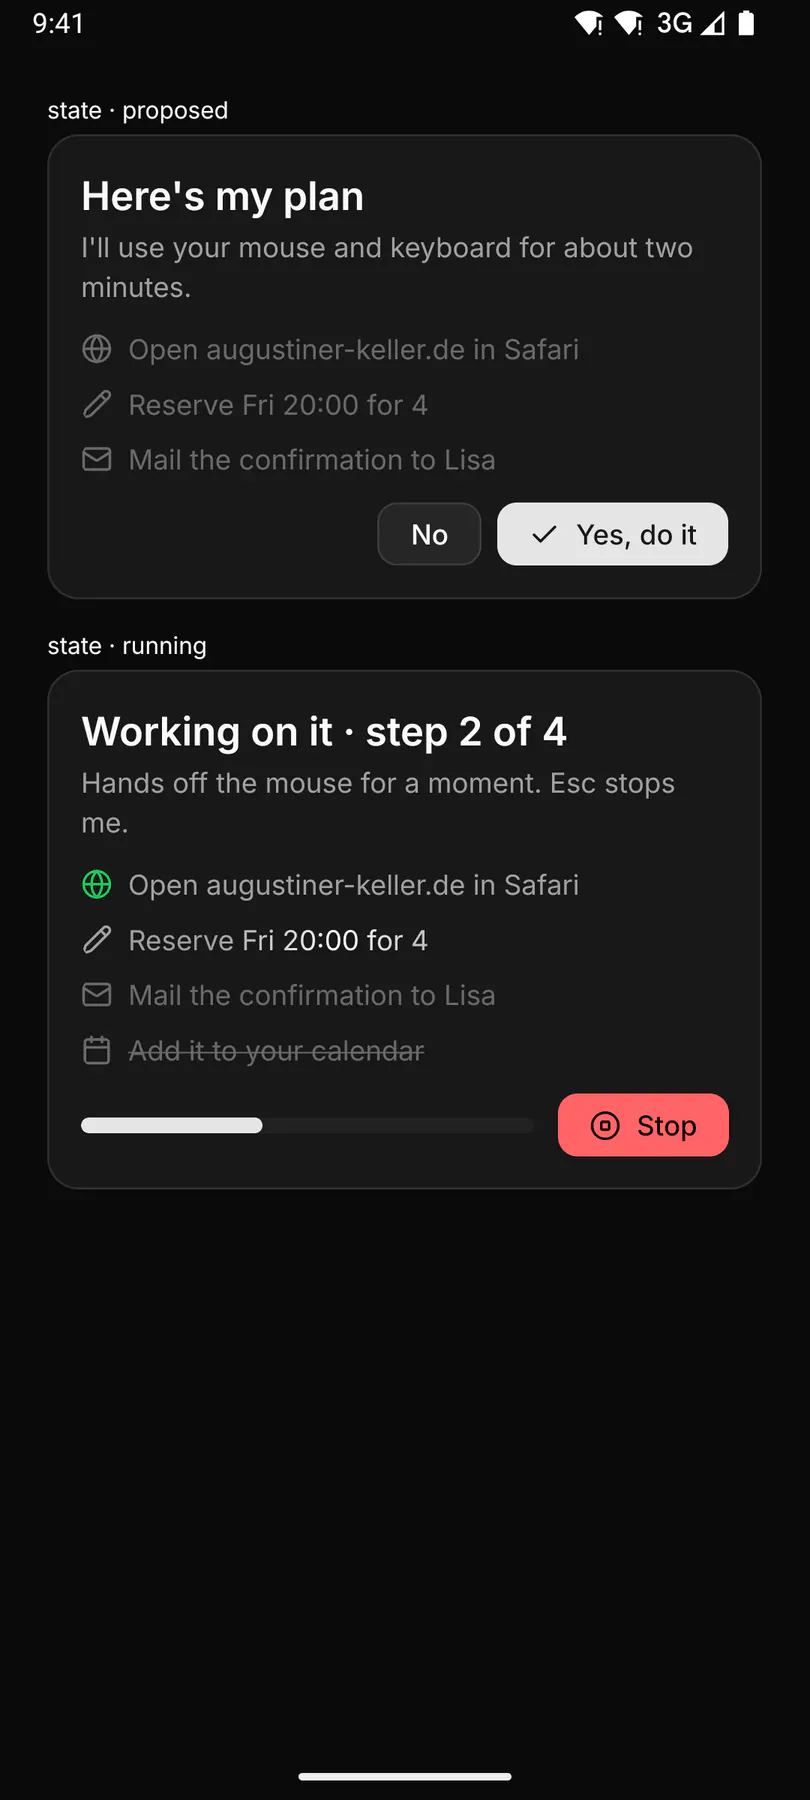 9:41
3G
state · proposed
Here's my plan
I'll use your mouse and keyboard for about two
minutes.
Open augustiner-keller.de in Safari
Reserve Fri 20:00 for 4
Mail the confirmation to Lisa
No
Yes, do it
state · running
Working on it · step 2 of 4
Hands off the mouse for a moment. Esc stops
me.
Open augustiner-keller.de in Safari
Reserve Fri 20:00 for 4
Mail the confirmation to Lisa
Add it to your calendar
Stop